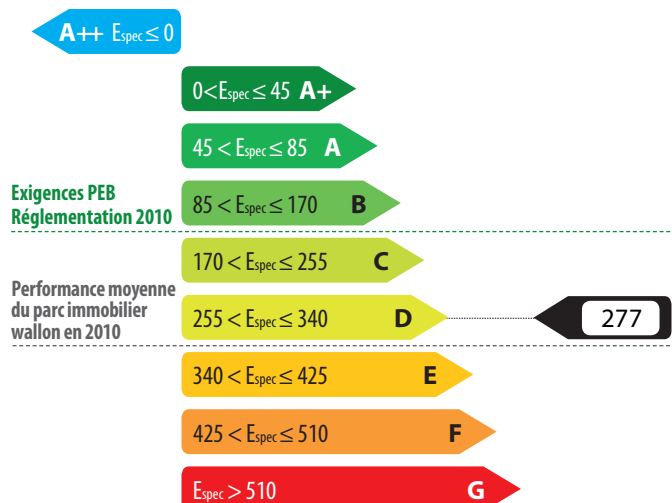 A++ Espec ≤ 0
0<Espec ≤ 45 A+
45 < Espec ≤ 85 A
Exigences PEB
Réglementation 2010
85 < Espec ≤ 170 B
170 < Espec ≤ 255 C
Performance moyenne
du parc immobilier
wallon en 2010
255 < Espec ≤ 340 D
277
340 < Espec ≤ 425 E
425 < Espec ≤ 510 F
Espec > 510 G